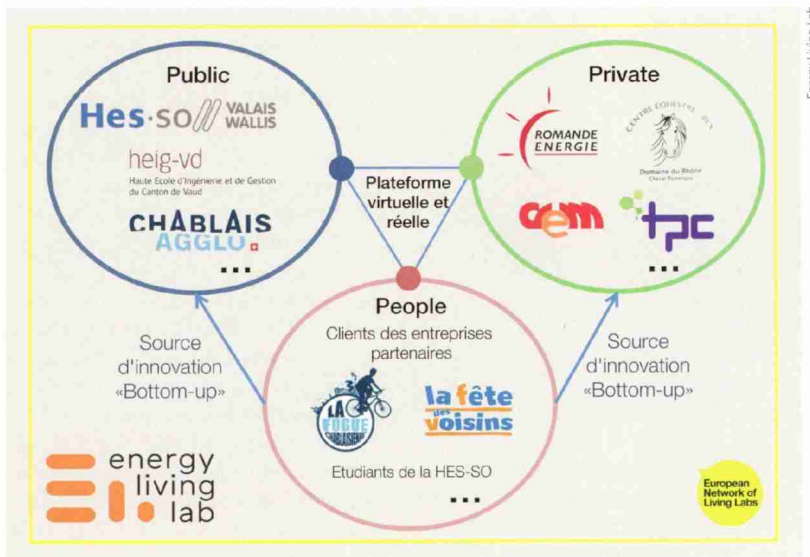 Public
Hes·so VALAIS
WALLIS
heig-vd
Haute Ecole d'Ingénierie et de Gestion
du Canton de Vaud
CHABLAIS
AGGLO
...
Private
ROMANDE
ENERGIE
CENTRE EQUESTRE
Domaine du Rhône
cem
tpc
...
Plateforme
virtuelle et
réelle
People
Clients des entreprises
partenaires
LA
FUGUE
CHABLAISIENNE
la fête
des
voisins
Etudiants de la HES-SO
...
Source
d'innovation
«Bottom-up»
Source
d'innovation
«Bottom-up»
energy
living
lab
European
Network of
Living Labs